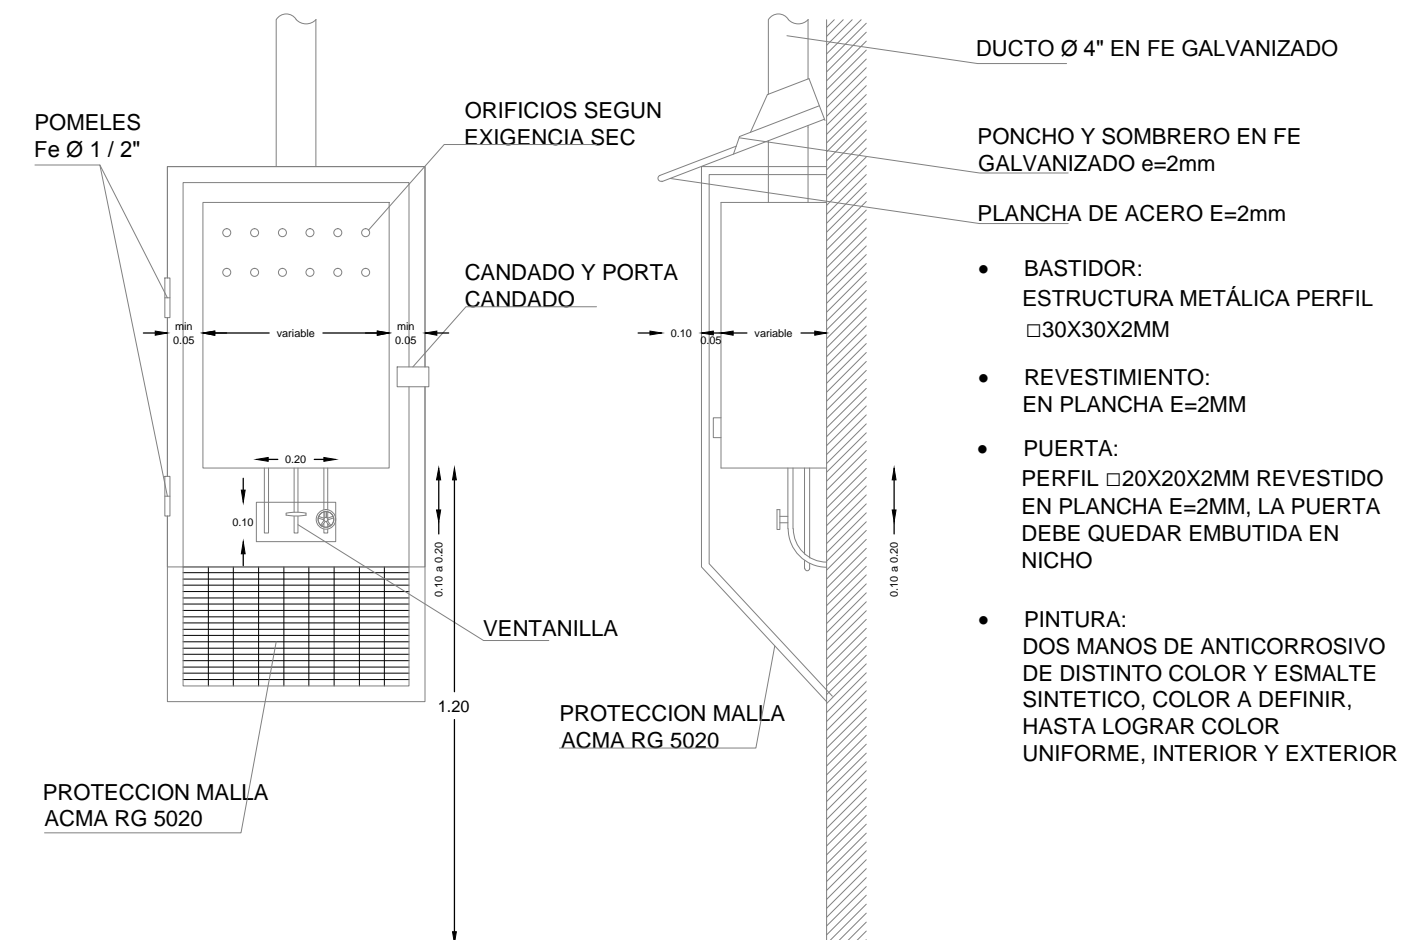 DUCTO Ø 4" EN FE GALVANIZADO
ORIFICIOS SEGUN
EXIGENCIA SEC
POMELES
Fe Ø 1 / 2"
PONCHO Y SOMBRERO EN FE
GALVANIZADO e=2mm
PLANCHA DE ACERO E=2mm
CANDADO Y PORTA
CANDADO
min
0.05
variable
min
0.05
0.10
0.05
variable
• BASTIDOR:
ESTRUCTURA METÁLICA PERFIL
□30X30X2MM
• REVESTIMIENTO:
EN PLANCHA E=2MM
• PUERTA:
PERFIL □20X20X2MM REVESTIDO
EN PLANCHA E=2MM, LA PUERTA
DEBE QUEDAR EMBUTIDA EN
NICHO
• PINTURA:
DOS MANOS DE ANTICORROSIVO
DE DISTINTO COLOR Y ESMALTE
SINTETICO, COLOR A DEFINIR,
HASTA LOGRAR COLOR
UNIFORME, INTERIOR Y EXTERIOR
0.20
0.10
0.10 a 0.20
0.10 a 0.20
VENTANILLA
1.20
PROTECCION MALLA
ACMA RG 5020
PROTECCION MALLA
ACMA RG 5020